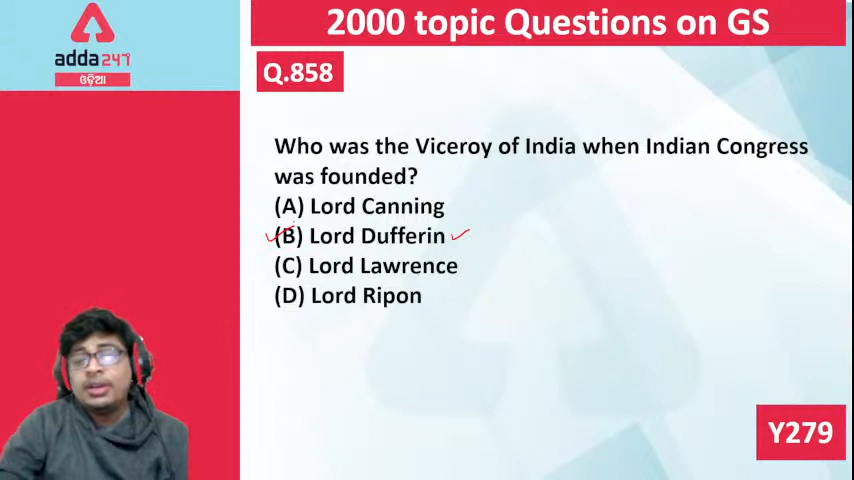 adda247
ଓଡ଼ିଆ
2000 topic Questions on GS
Q.858
Who was the Viceroy of India when Indian Congress
was founded?
(A) Lord Canning
(B) Lord Dufferin
(C) Lord Lawrence
(D) Lord Ripon
Y279